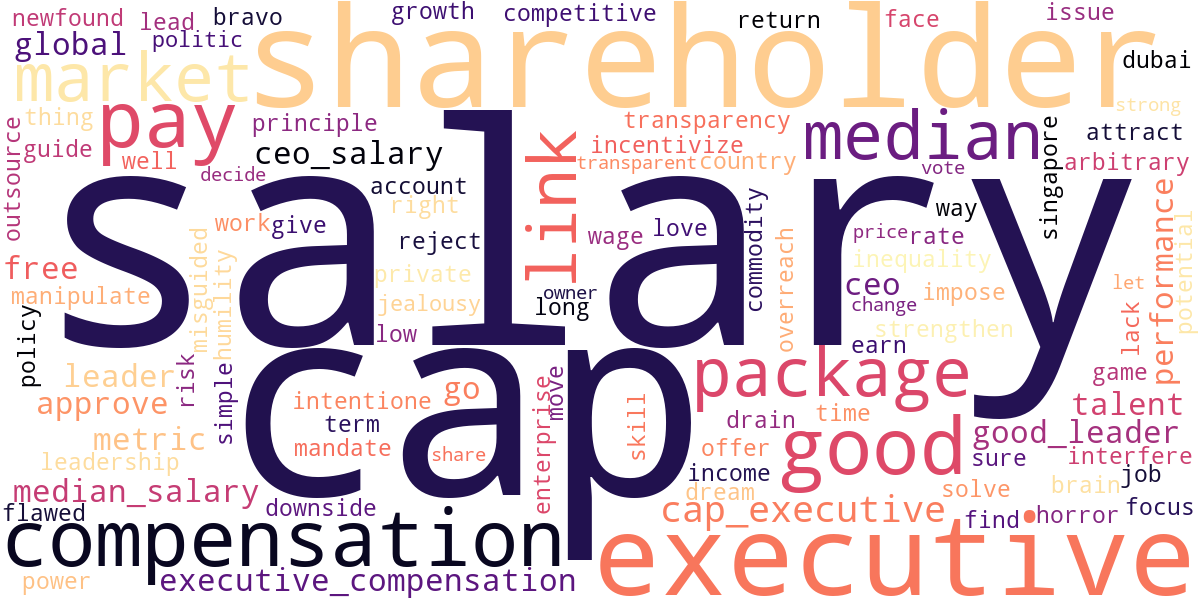 newfound
lead
bravo
growth
competitive
return
face
issue
global
politic
market
shareholder
dubai
thing
pay
principle
transparency
median
strong
outsource
guide
well
ceo_salary
link
incentivize
attract
decide
transparent
country
vote
arbitrary
salary
account
right
singapore
work
give
reject
wage
love
commodity
way
performance
potential
free
misguided
humility
private
price
rate
overreach
inequality
manipulate
jealousy
owner
long
ceo
change
impose
let
policy
low
strengthen
lack
simple
risk
cap
earn
leader
package
game
approve
intentione
go
enterprise
move
skill
drain
time
talent
metric
term
mandate
share
offer
good
good_leader
leadership
income
sure
interfere
median_salary
dream
solve
brain
job
flawed
downside
cap_executive
find
horror
focus
compensation
executive
power
executive_compensation